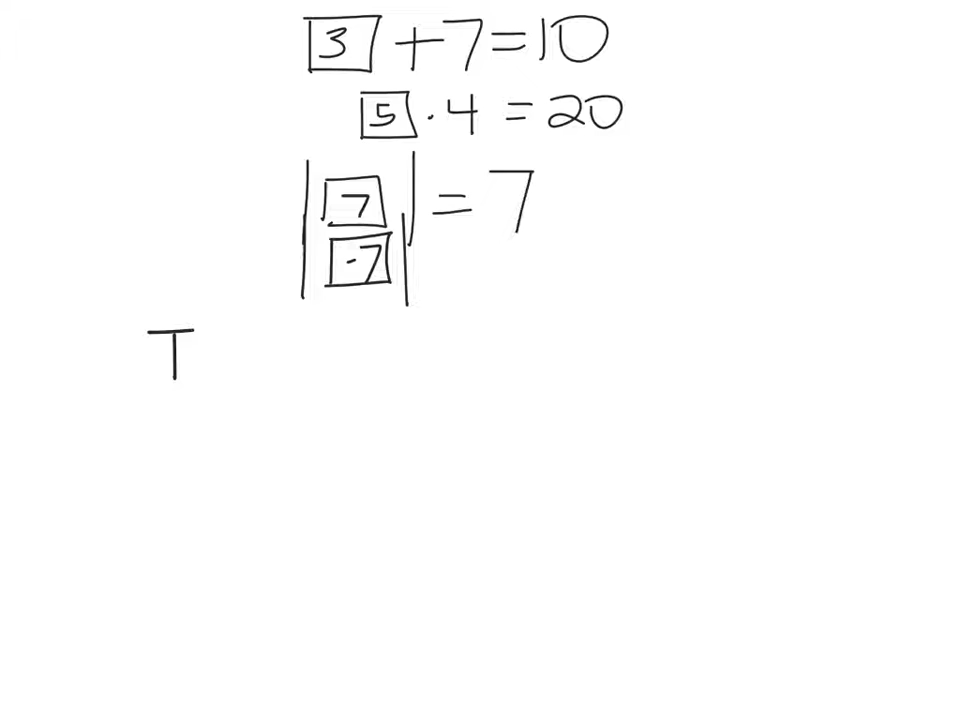 3 + 7 = 10
5 · 4 = 20
| 7 | = 7
| -7 |
T